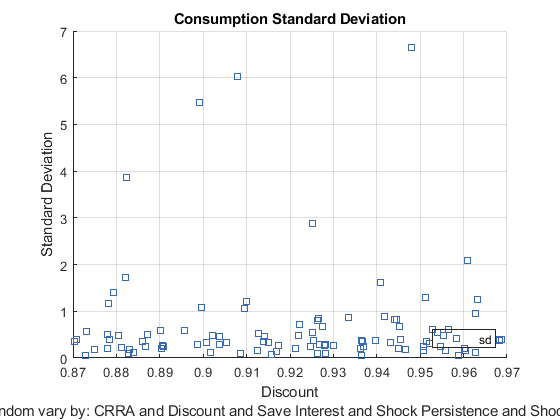 Consumption Standard Deviation
7
6
5
4
3
2
1
0
Standard Deviation
sd
0.87 0.88 0.89 0.9 0.91 0.92 0.93 0.94 0.95 0.96 0.97
Discount
vary by: CRRA and Discount and Save Interest and Shock Persistence and